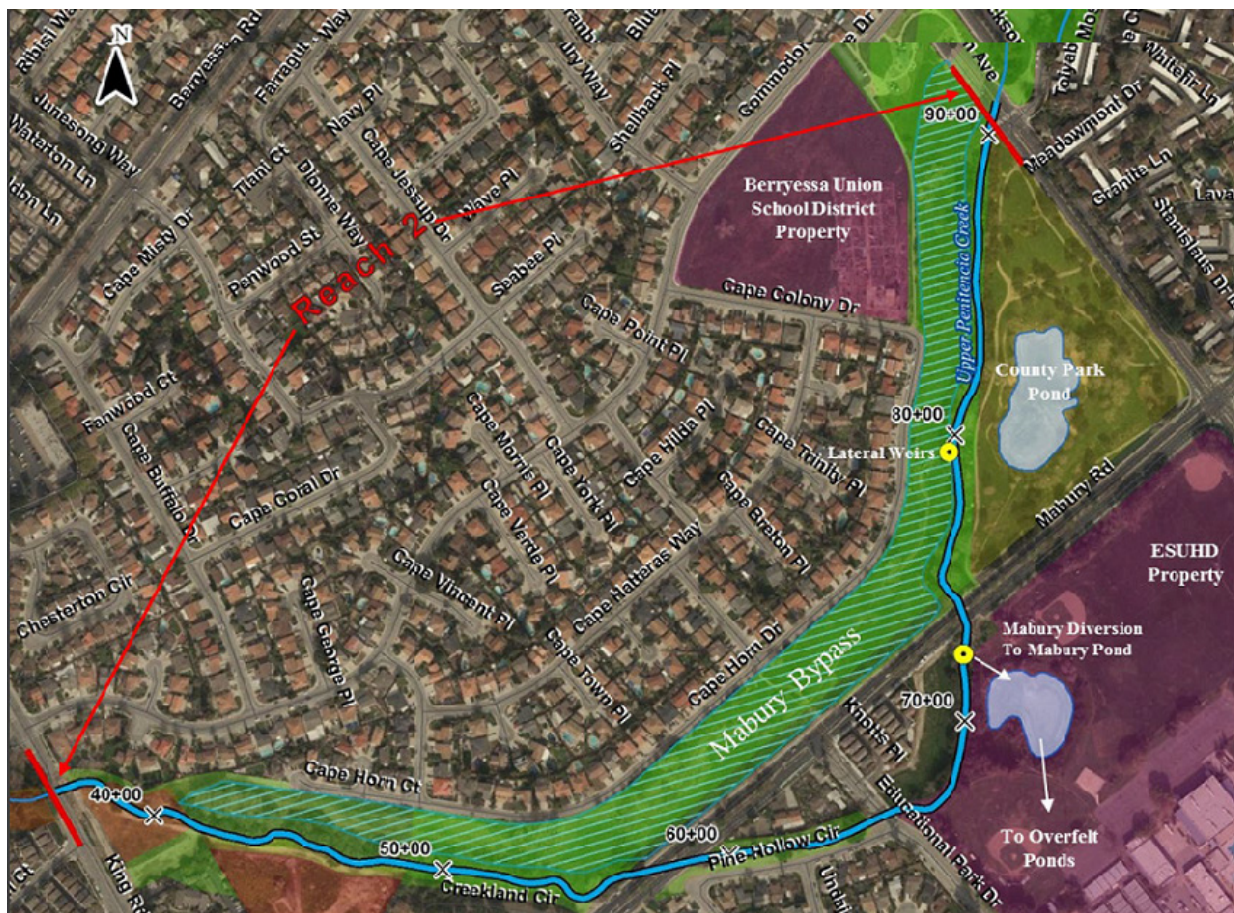 N
Berryessa Rd
Farragut Way
Junesong Way
Waterton Ln
Navy Pl
Shellback Pl
Commodore Dr
Tiani Ct
Dionne Way
Cape Jessup Dr
Wave Pl
Cape Misty Dr
Penwood St
Seabee Pl
Reach 2
Berryessa Union
School District
Property
90+00
Meadowmont Dr
Granite Ln
Whitefir Ln
Stanislaus Dr
Upper Penitencia Creek
Cape Colony Dr
Cape Point Pl
County Park
Pond
Fanwood Ct
Cape Buffalo Dr
Cape Coral Dr
Cape Morris Pl
Cape York Pl
Cape Hilda Pl
Cape Trinity Pl
80+00
Lateral Weirs
Cape Verde Pl
Cape Breton Pl
Mabury Rd
ESUHD
Property
Chesterton Cir
Cape George Pl
Cape Vincent Pl
Cape Hatteras Way
Cape Town Pl
Cape Horn Dr
Mabury Diversion
To Mabury Pond
Mabury Bypass
Knotts Pl
70+00
Cape Horn Ct
40+00
50+00
60+00
Pine Hollow Cir
Educational Park Dr
To Overfelt
Ponds
Creekland Cir